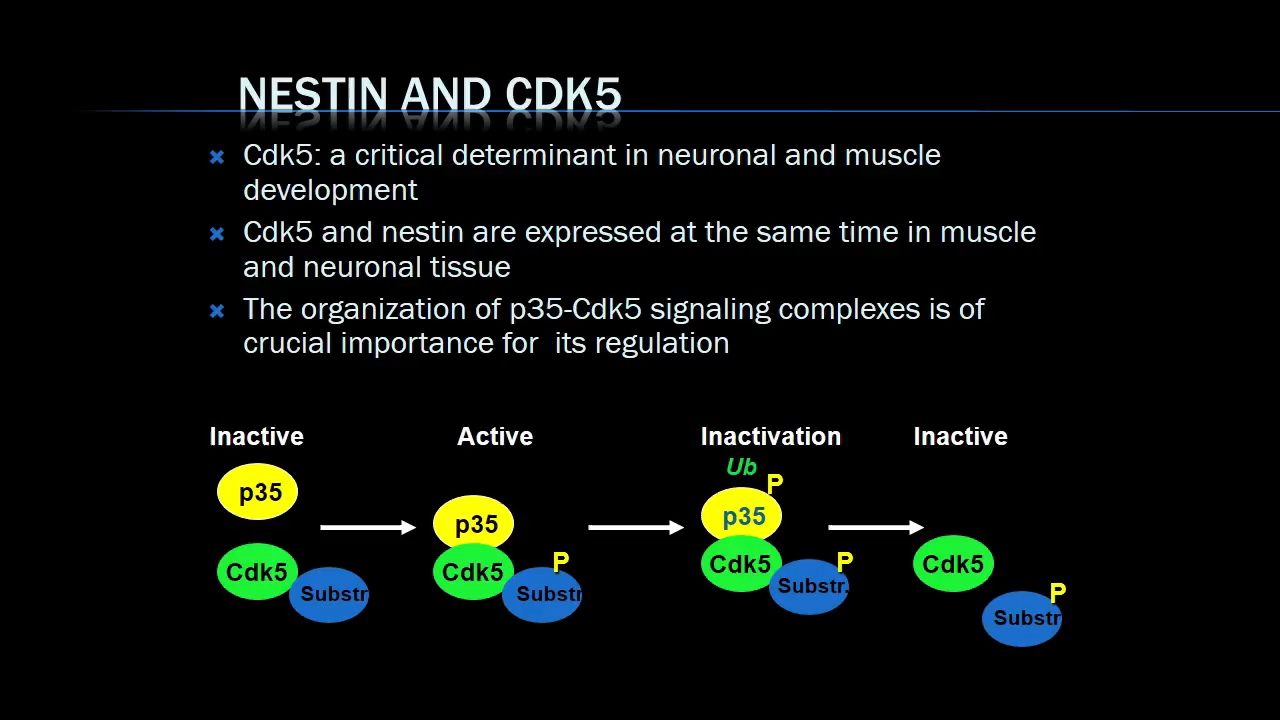 NESTIN AND CDK5
Cdk5: a critical determinant in neuronal and muscle
development
Cdk5 and nestin are expressed at the same time in muscle
and neuronal tissue
The organization of p35-Cdk5 signaling complexes is of
crucial importance for its regulation
Inactive Active Inactivation Inactive
Ub
P
p35 p35 p35
P P
Cdk5 Cdk5 Cdk5 Cdk5
P
Substr Substr Substr. Substr